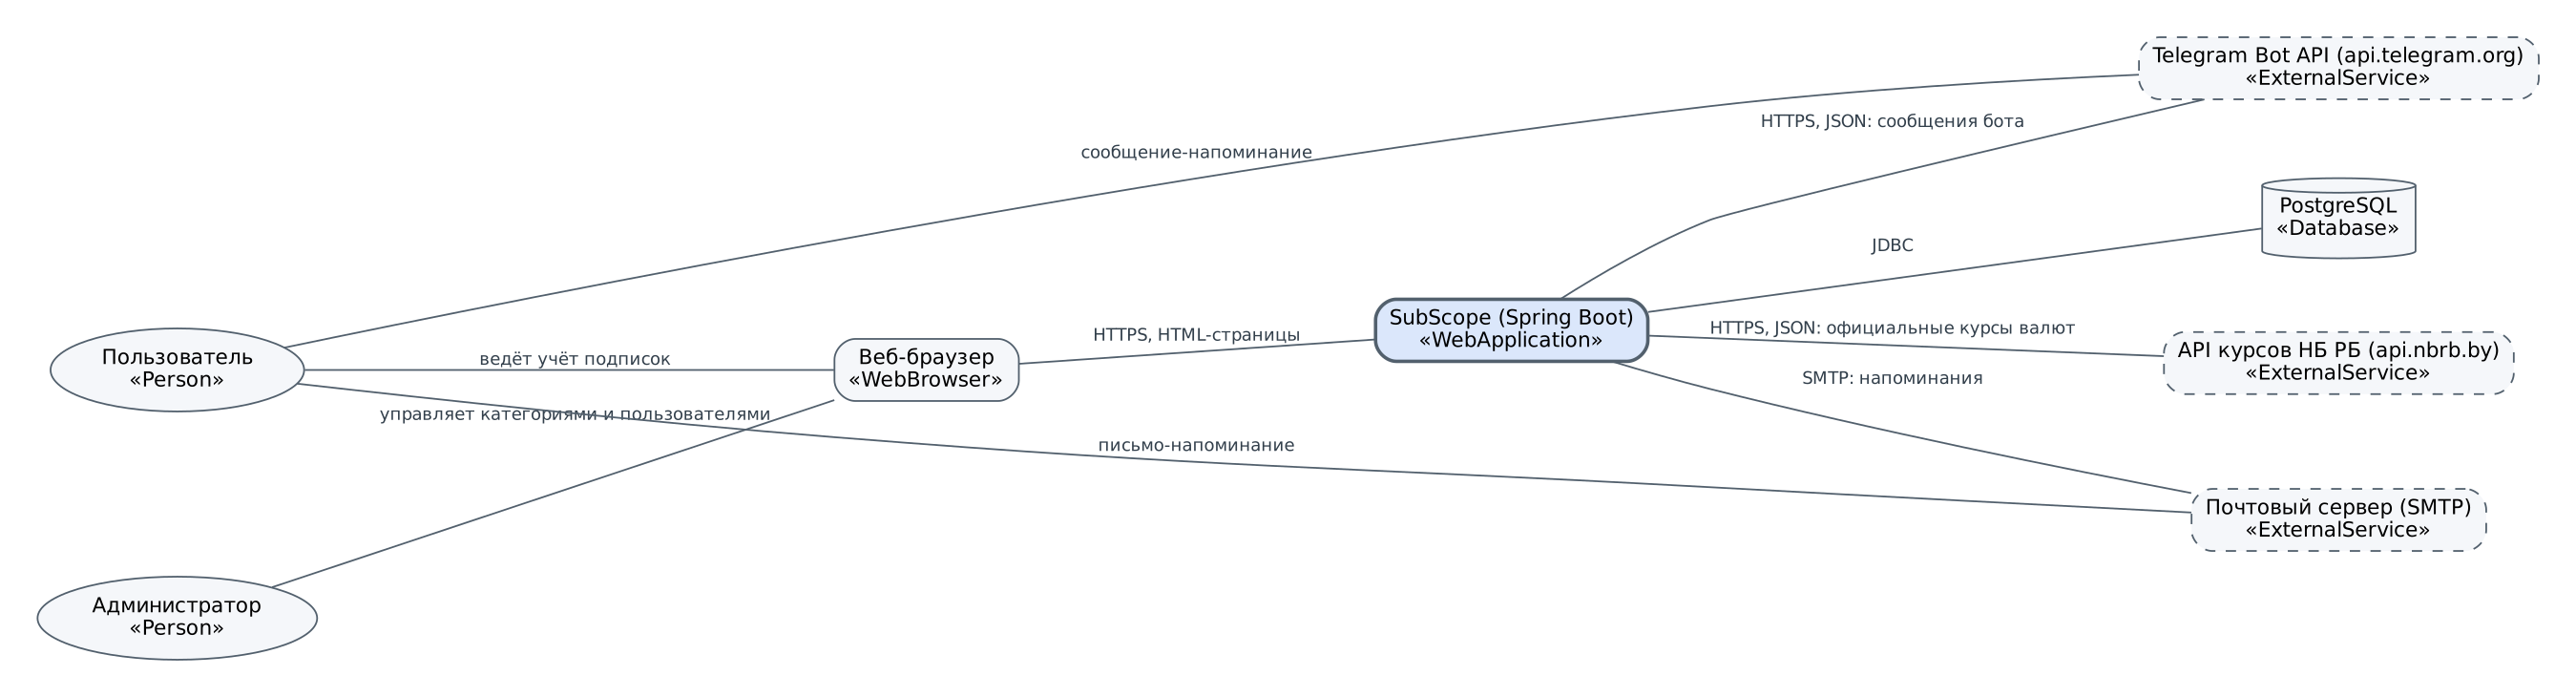 Telegram Bot API (api.telegram.org)
«ExternalService»
HTTPS, JSON: сообщения бота
сообщение-напоминание
PostgreSQL
«Database»
JDBC
SubScope (Spring Boot)
«WebApplication»
HTTPS, JSON: официальные курсы валют
HTTPS, HTML-страницы
API курсов НБ РБ (api.nbrb.by)
«ExternalService»
Пользователь
«Person»
ведёт учёт подписок
Веб-браузер
«WebBrowser»
SMTP: напоминания
управляет категориями и пользователями
письмо-напоминание
Почтовый сервер (SMTP)
«ExternalService»
Администратор
«Person»